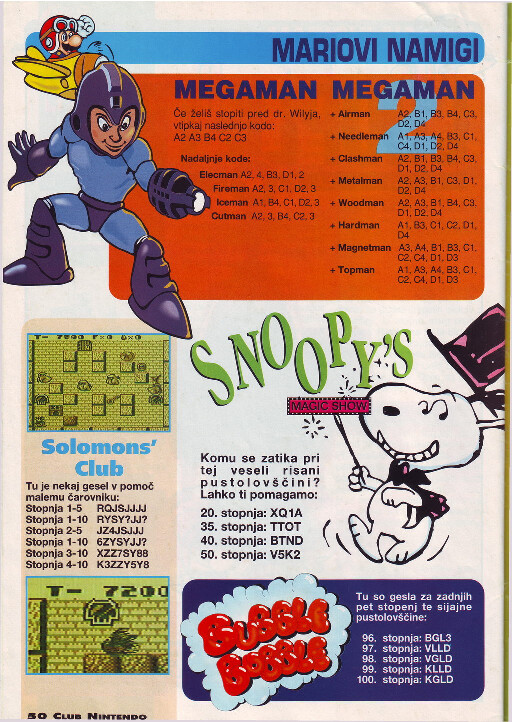 MARIOVI NAMIGI
MEGAMAN
Če želiš stopiti pred dr. Wilyja,
vtipkaj naslednjo kodo:
A2 A3 B4 C2 C3
Nadaljnje kode:
Elecman A2, 4, B3, D1, 2
Fireman A2, 3, C1, D2, 3
Iceman A1, B4, C1, D2, 3
Cutman A2, 3, B4, C2, 3
MEGAMAN
2
+ Airman A2, B1, B3, B4, C3,
D2, D4
+ Needleman A1, A3, A4, B3, C1,
C4, D1, D2, D4
+ Clashman A2, B1, B3, B4, C3,
D1, D2, D4
+ Metalman A2, A3, B1, C3, D1,
D2, D4
+ Woodman A2, A3, B1, B4, C3,
D1, D2, D4
+ Hardman A1, B3, C1, C2, D1,
D4
+ Magnetman A3, A4, B1, B3, C1,
C2, C4, D1, D3
+ Topman A1, A3, A4, B3, C1,
C2, C4, D1, D3
Solomons'
Club
Tu je nekaj gesel v pomoč
malemu čarovniku:
Stopnja 1-5 RQJSJJJJ
Stopnja 1-10 RYSY?JJ?
Stopnja 2-5 JZ4JSJJJ
Stopnja 1-10 6ZYSYJJ?
Stopnja 3-10 XZZ7SY88
Stopnja 4-10 K3ZZY5Y8
T- 7200
SNOOPY'S
MAGIC SHOW
Komu se zatika pri
tej veseli risani
pustolovščini?
Lahko ti pomagamo:
20. stopnja: XQ1A
35. stopnja: TTOT
40. stopnja: BTND
50. stopnja: V5K2
BUBBLE
BOBBLE
Tu so gesla za zadnjih
pet stopenj te sijajne
pustolovščine:
96. stopnja: BGL3
97. stopnja: VLLD
98. stopnja: VGLD
99. stopnja: KLLD
100. stopnja: KGLD
50 CLUB NINTENDO